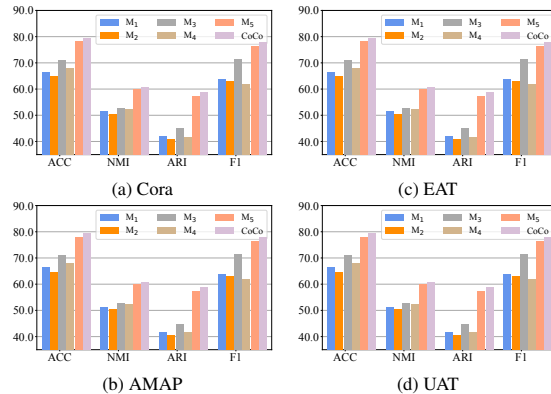 90.0
80.0
70.0
60.0
50.0
40.0
M1 M3 M5
M2 M4 CoCo
ACC NMI ARI F1
(a) Cora
90.0
80.0
70.0
60.0
50.0
40.0
M1 M3 M5
M2 M4 CoCo
ACC NMI ARI F1
(c) EAT
90.0
80.0
70.0
60.0
50.0
40.0
M1 M3 M5
M2 M4 CoCo
ACC NMI ARI F1
(b) AMAP
90.0
80.0
70.0
60.0
50.0
40.0
M1 M3 M5
M2 M4 CoCo
ACC NMI ARI F1
(d) UAT